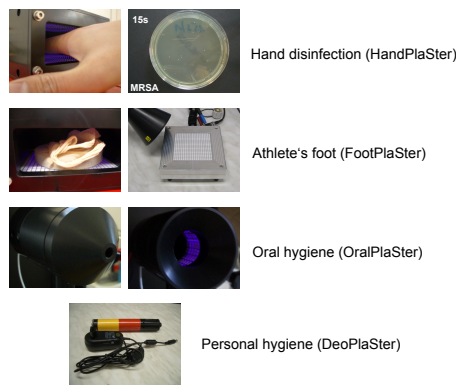 15s
MRSA
Hand disinfection (HandPlaSter)
Athlete‘s foot (FootPlaSter)
Oral hygiene (OralPlaSter)
Personal hygiene (DeoPlaSter)